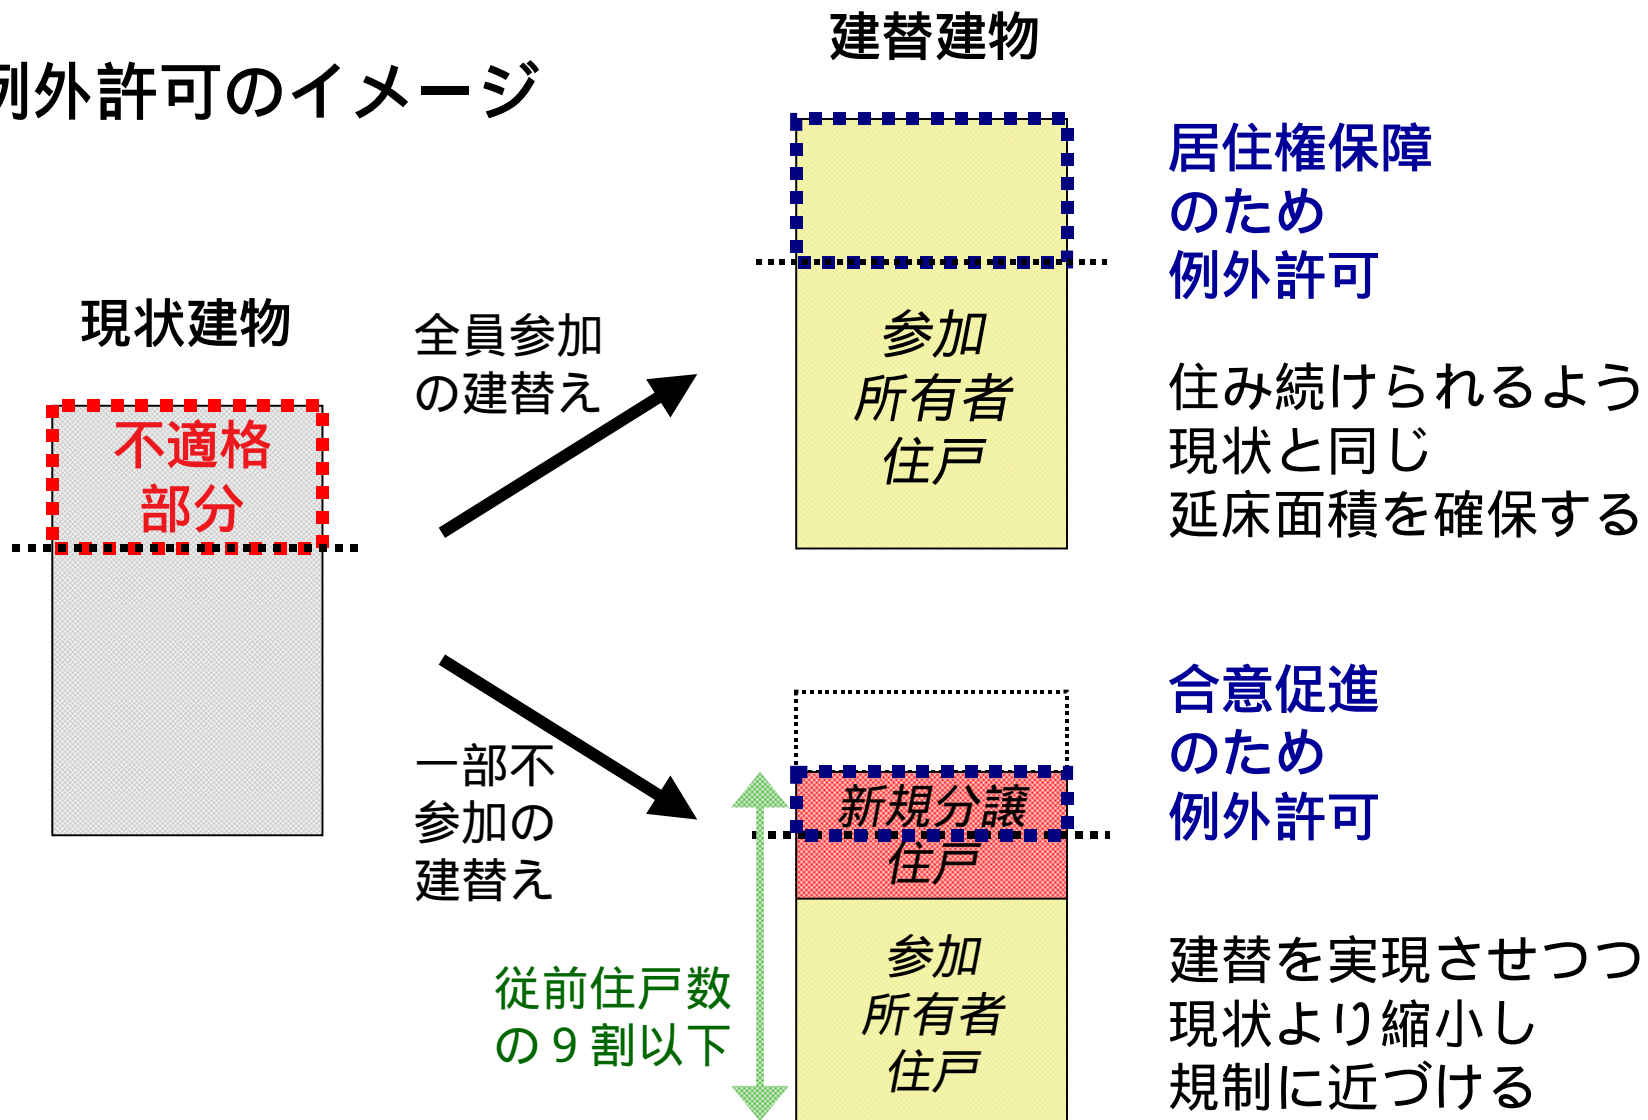 例外許可のイメージ
建替建物
現状建物
不適格
部分
全員参加
の建替え
参加
所有者
住戸
居住権保障
のため
例外許可
住み続けられるよう
現状と同じ
延床面積を確保する
一部不
参加の
建替え
従前住戸数
の9割以下
新規分譲
住戸
参加
所有者
住戸
合意促進
のため
例外許可
建替を実現させつつ
現状より縮小し
規制に近づける